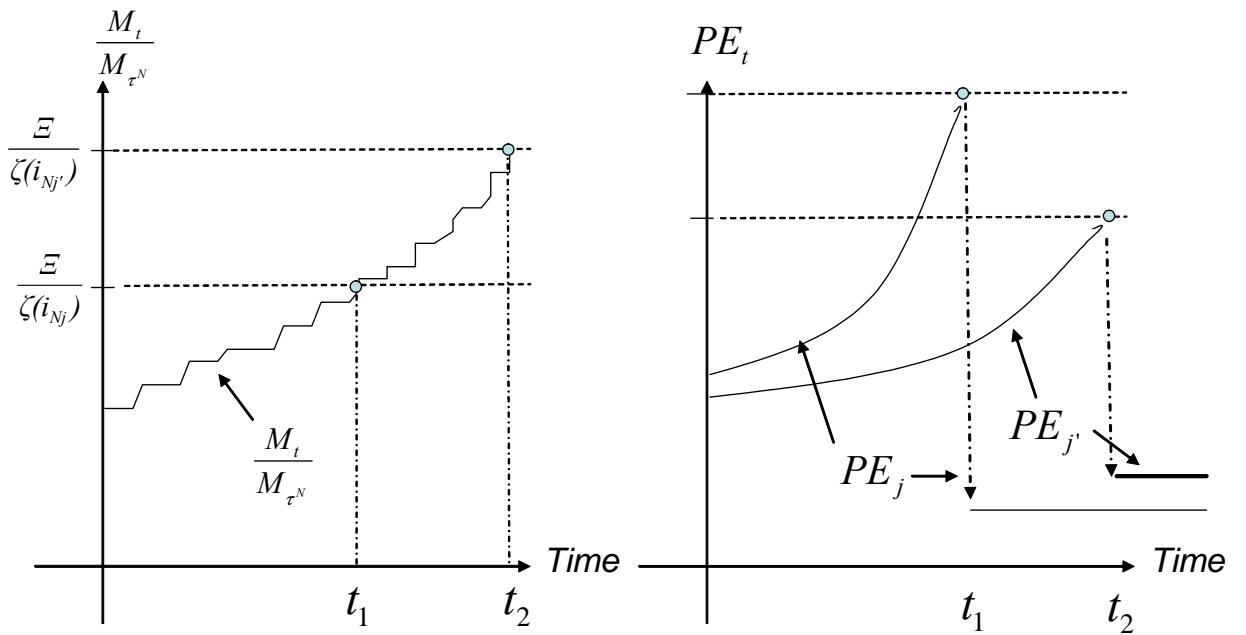 M_t / M_{τ^N}
Ξ / ζ(i_{Nj'})
Ξ / ζ(i_{Nj})
M_t / M_{τ^N}
Time
t_1
t_2
PE_t
PE_j
PE_{j'}
Time
t_1
t_2